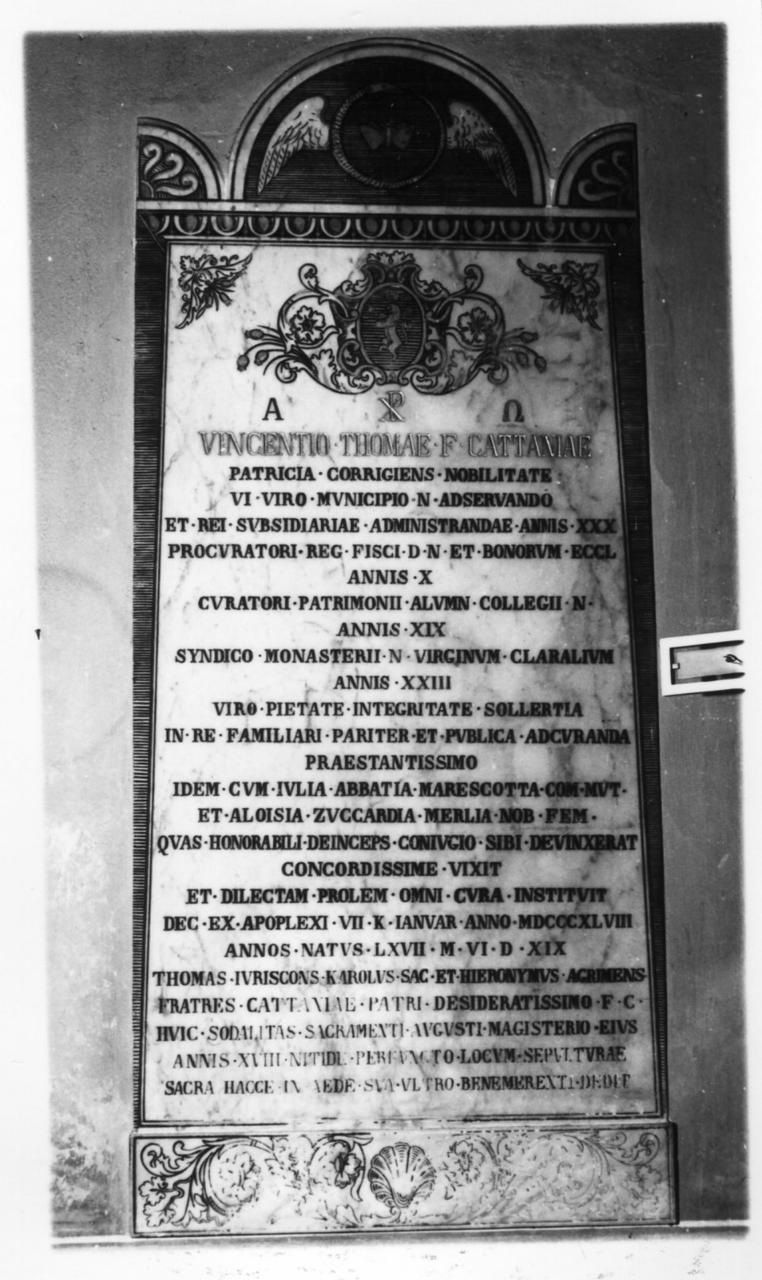 Α ☧ Ω
VINCENTIO · THOMAE · F · CATTANIAE
PATRICIA · CORRIGIENS · NOBILITATE
VI · VIRO · MVNICIPIO · N · ADSERVANDO
ET · REI · SVBSIDIARIAE · ADMINISTRANDAE · ANNIS · XXX
PROCVRATORI · REG · FISCI · D · N · ET · BONORVM · ECCL
ANNIS · X
CVRATORI · PATRIMONII · ALVMN · COLLEGII · N ·
ANNIS · XIX
SYNDICO · MONASTERII · N · VIRGINVM · CLARALIVM
ANNIS · XXIII
VIRO · PIETATE · INTEGRITATE · SOLLERTIA
IN · RE · FAMILIARI · PARITER · ET · PVBLICA · ADCVRANDA
PRAESTANTISSIMO
IDEM · CVM · IVLIA · ABBATIA · MARESCOTTA · COM · MVT ·
ET · ALOISIA · ZVCCARDIA · MERLIA · NOB · FEM ·
QVAS · HONORABILI · DEINCEPS · CONIVGIO · SIBI · DEVINXERAT
CONCORDISSIME · VIXIT
ET · DILECTAM · PROLEM · OMNI · CVRA · INSTITVIT
DEC · EX · APOPLEXI · VII · K · IANVAR · ANNO · MDCCCXLVIII
ANNOS · NATVS · LXVII · M · VI · D · XIX
THOMAS · IVRISCONS · KAROLVS · SAC · ET · HIERONYMVS · AGRIMENS
FRATRES · CATTANIAE · PATRI · DESIDERATISSIMO · F · C ·
HVIC · SODALITAS · SACRAMENTI · AVGVSTI · MAGISTERIO · EIVS
ANNIS · XVIII · NITIDE · PERFVNCTO · LOCVM · SEPVLTVRAE
SACRA HACCE · IN AEDE · SVA · VLTRO · BENEMERENTI · DEDIT